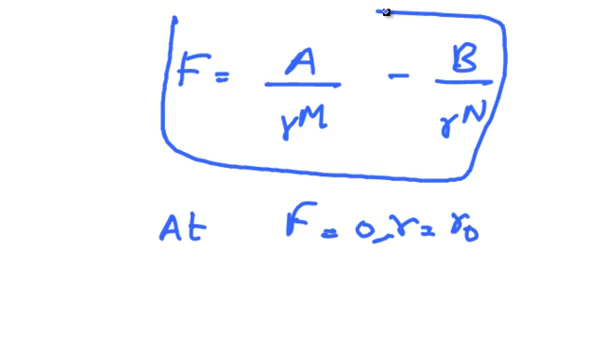 F = A/r^M - B/r^N
At F = 0, r = r₀